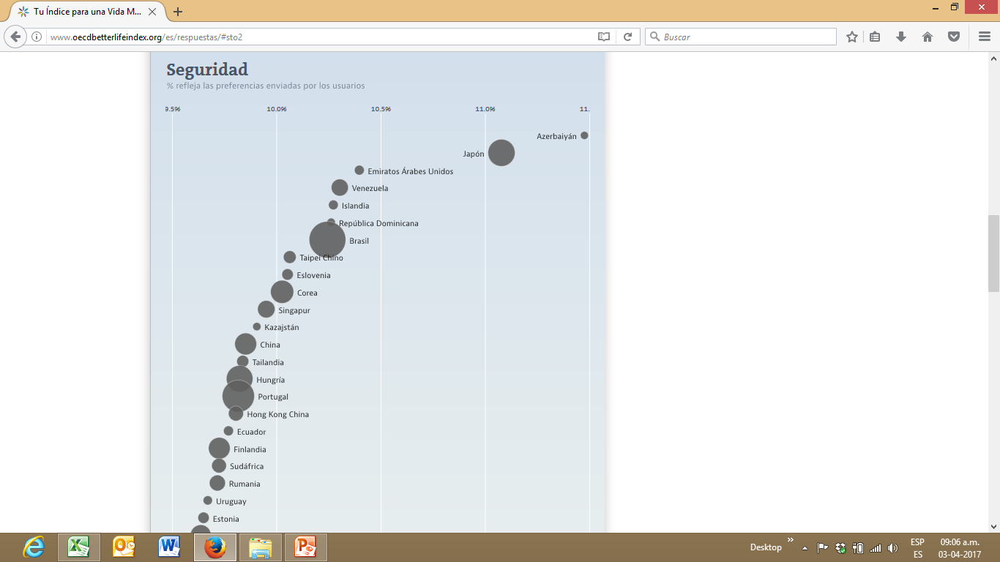 Tu Índice para una Vida M...
www.oecdbetterlifeindex.org/es/respuestas/#sto2
Buscar
Seguridad
% refleja las preferencias enviadas por los usuarios
9.5% 10.0% 10.5% 11.0% 11.
Azerbaiyán
Japón
Emiratos Árabes Unidos
Venezuela
Islandia
República Dominicana
Brasil
Taipei Chino
Eslovenia
Corea
Singapur
Kazajstán
China
Tailandia
Hungría
Portugal
Hong Kong China
Ecuador
Finlandia
Sudáfrica
Rumania
Uruguay
Estonia
Desktop
ESP
ES
09:06 a.m.
03-04-2017